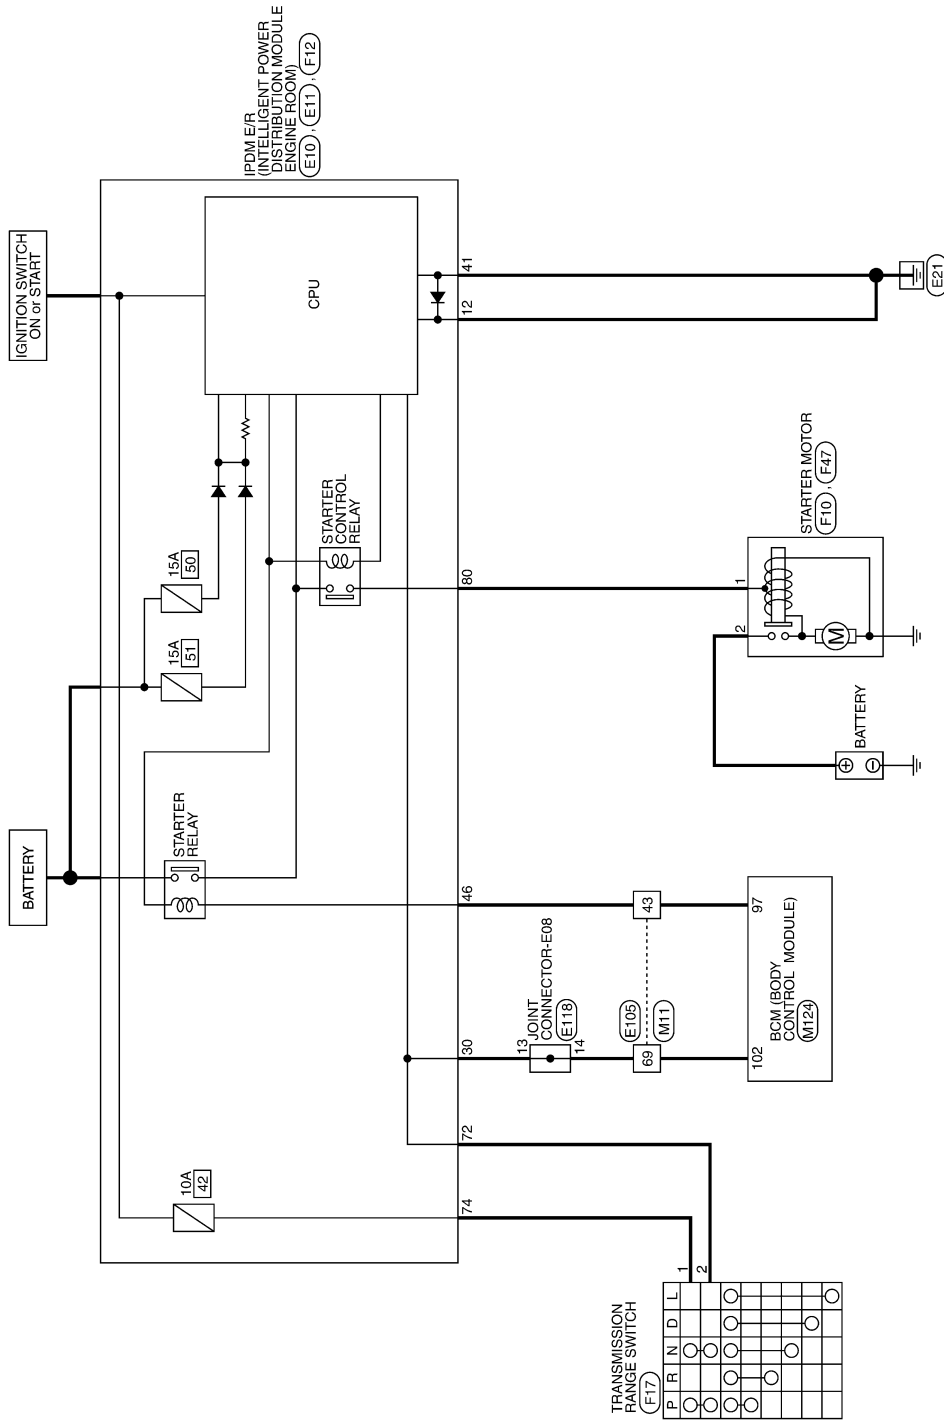 IGNITION SWITCH
ON or START
BATTERY
IPDM E/R
(INTELLIGENT POWER
DISTRIBUTION MODULE
ENGINE ROOM)
E10 , E11 , F12
CPU
10A
42
STARTER
RELAY
15A
51
15A
50
STARTER
CONTROL
RELAY
74
72
30
46
80
12
41
13
JOINT
CONNECTOR-E08
E118
14
E105
M11
69
43
102
97
BCM (BODY
CONTROL MODULE)
M124
BATTERY
+
−
2
1
STARTER MOTOR
F10 , F47
M
E21
TRANSMISSION
RANGE SWITCH
F17
1
2
P R N D L